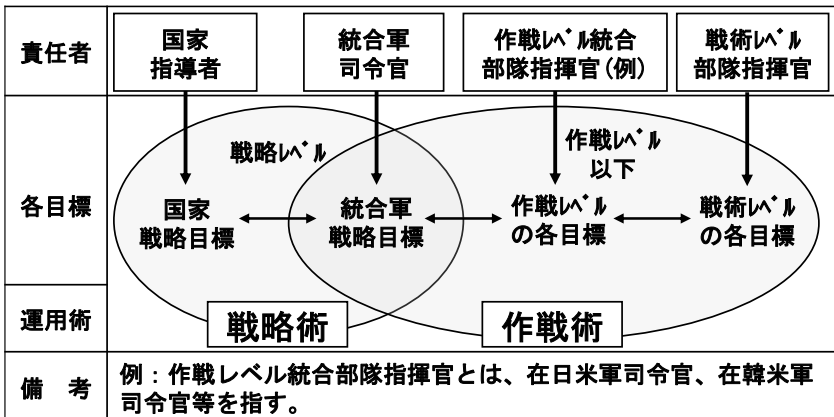 責任者
国家
指導者
統合軍
司令官
作戦ﾚﾍﾞﾙ統合
部隊指揮官(例)
戦術ﾚﾍﾞﾙ
部隊指揮官
各目標
戦略ﾚﾍﾞﾙ
作戦ﾚﾍﾞﾙ
以下
国家
戦略目標
統合軍
戦略目標
作戦ﾚﾍﾞﾙ
の各目標
戦術ﾚﾍﾞﾙ
の各目標
運用術
戦略術
作戦術
備　考
例：作戦レベル統合部隊指揮官とは、在日米軍司令官、在韓米軍
司令官等を指す。